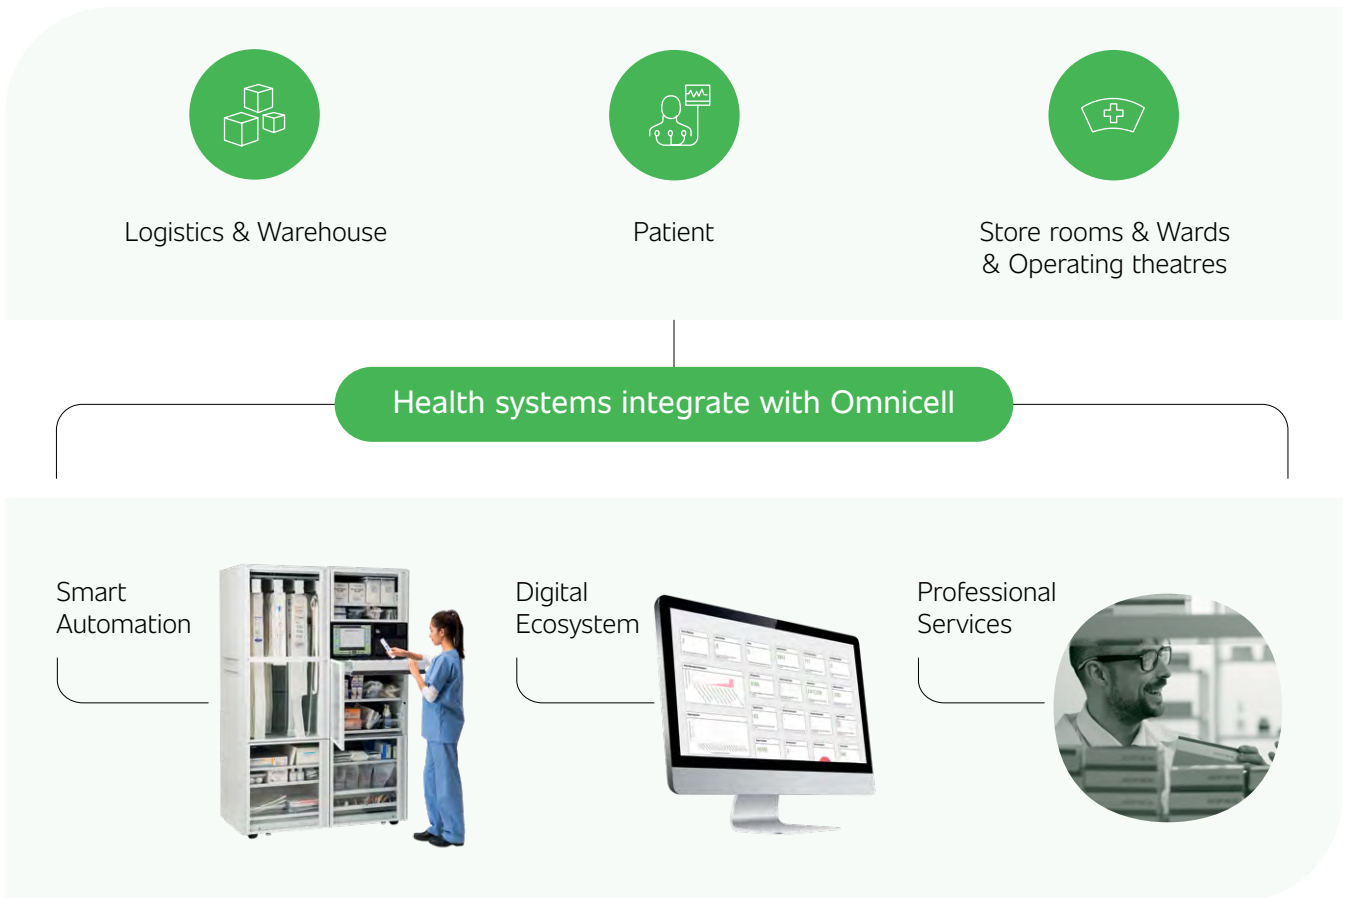 Logistics & Warehouse
Patient
Store rooms & Wards
& Operating theatres
Health systems integrate with Omnicell
Smart
Automation
Digital
Ecosystem
Professional
Services